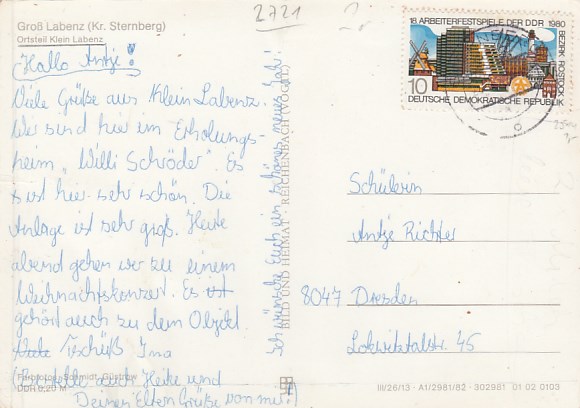 2721
Groß Labenz (Kr. Sternberg)
Ortsteil Klein Labenz
Hallo Antje!
Viele Grüße aus Klein Labenz.
Wir sind hier im Erholungs-
heim „Willi Schröder“. Es
ist hier sehr schön. Die
Anlage ist sehr groß. Heute
abend gehen wir zu einem
Weihnachtskonzert. Es ist
gehört auch zu dem Objekt.
Tschüß Ina
(Bestelle auch Heike und
Deinen Eltern Grüße von mir!)
Farbfoto: Schmidt, Güstrow
DDR 0,20 M
Ich wünsche Euch ein schönes neues Jahr!
BILD UND HEIMAT REICHENBACH (VOGTL)
18. ARBEITERFESTSPIELE DER DDR 1980
BEZIRK ROSTOCK
10
DEUTSCHE DEMOKRATISCHE REPUBLIK
Schülerin
Antje Richter
8047 Dresden
Lockwitztalstr. 45
III/26/13 · A1/2981/82 · 302981 01 02 0103